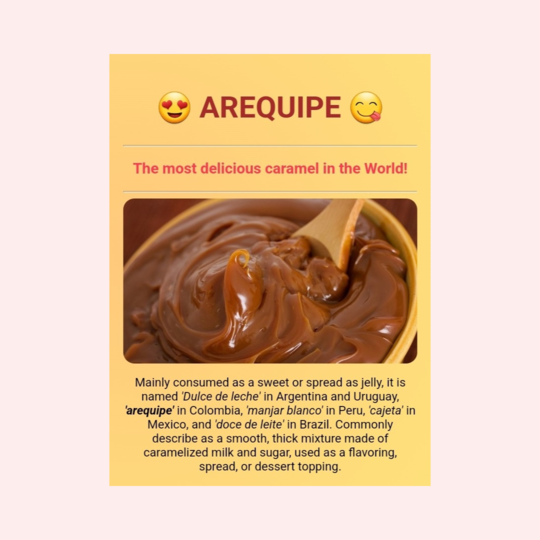 😍 AREQUIPE 😋
The most delicious caramel in the World!
Mainly consumed as a sweet or spread as jelly, it is
named 'Dulce de leche' in Argentina and Uruguay,
'arequipe' in Colombia, 'manjar blanco' in Peru, 'cajeta' in
Mexico, and 'doce de leite' in Brazil. Commonly
describe as a smooth, thick mixture made of
caramelized milk and sugar, used as a flavoring,
spread, or dessert topping.